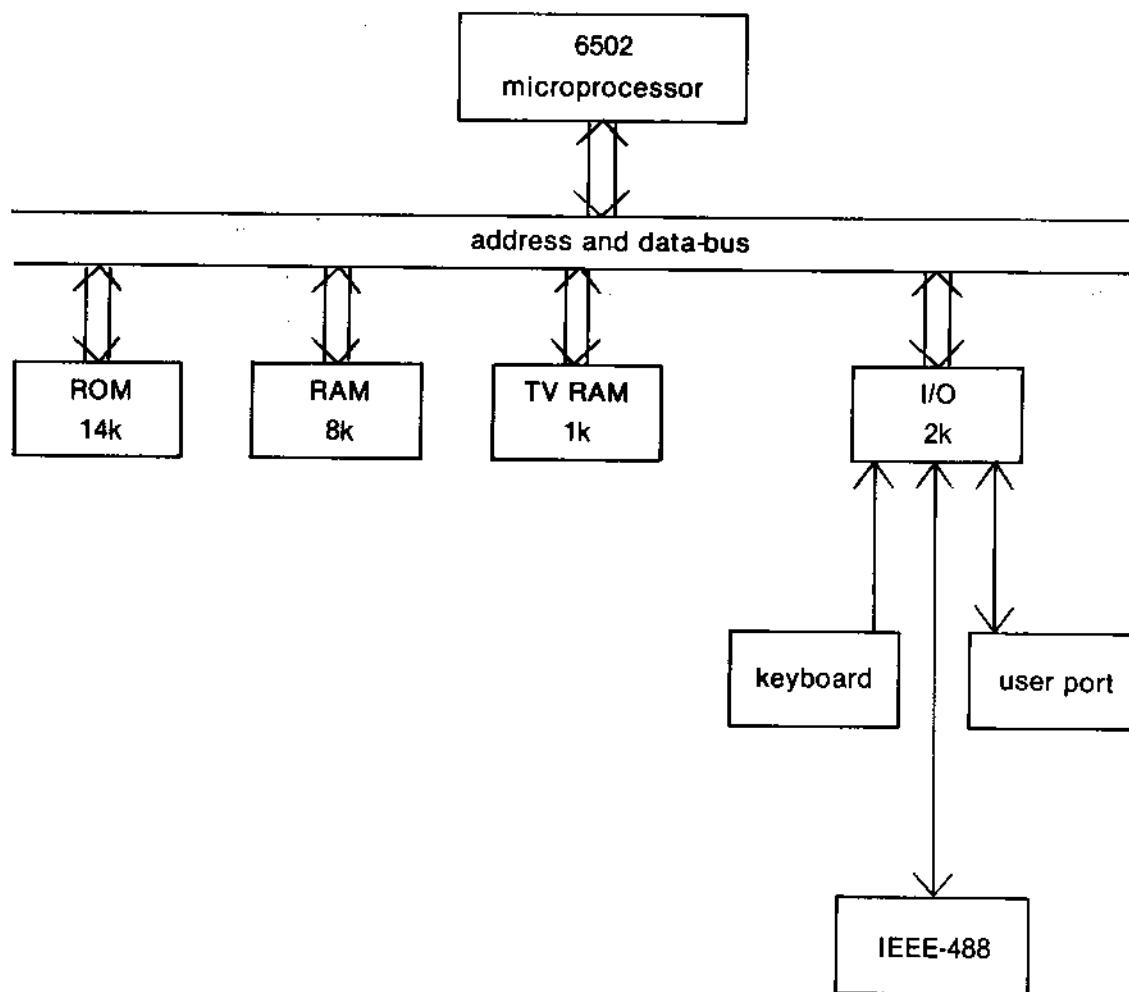 6502
microprocessor
address and data-bus
ROM
14k
RAM
8k
TV RAM
1k
I/O
2k
keyboard
user port
IEEE-488